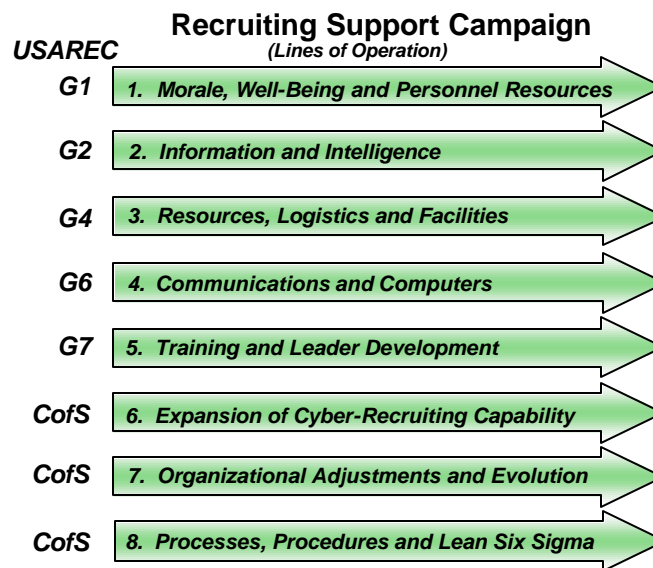 Recruiting Support Campaign
USAREC (Lines of Operation)
G1 1. Morale, Well-Being and Personnel Resources
G2 2. Information and Intelligence
G4 3. Resources, Logistics and Facilities
G6 4. Communications and Computers
G7 5. Training and Leader Development
CofS 6. Expansion of Cyber-Recruiting Capability
CofS 7. Organizational Adjustments and Evolution
CofS 8. Processes, Procedures and Lean Six Sigma